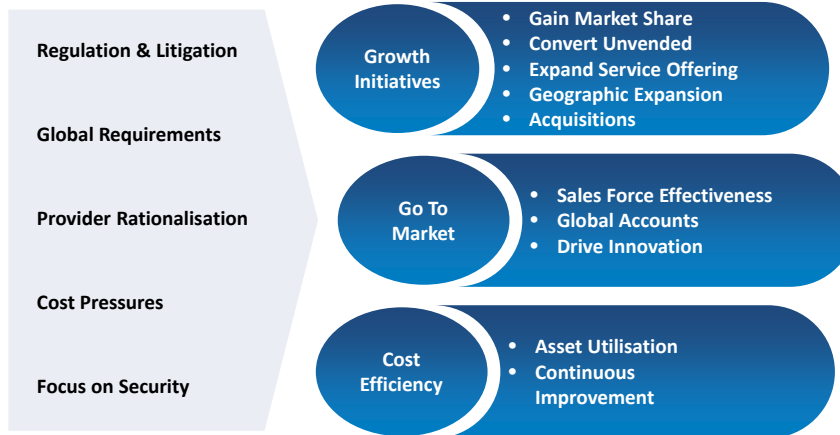 Regulation & Litigation
Global Requirements
Provider Rationalisation
Cost Pressures
Focus on Security
Growth
Initiatives
• Gain Market Share
• Convert Unvended
• Expand Service Offering
• Geographic Expansion
• Acquisitions
Go To
Market
• Sales Force Effectiveness
• Global Accounts
• Drive Innovation
Cost
Efficiency
• Asset Utilisation
• Continuous
Improvement